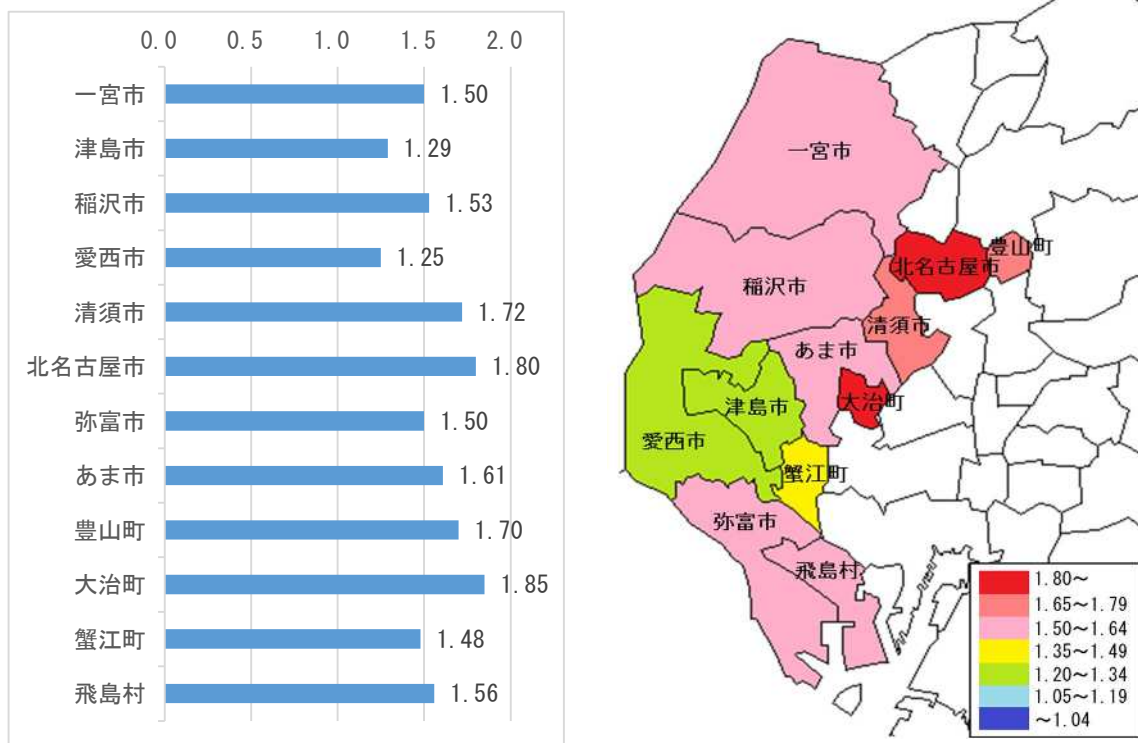 0.0 0.5 1.0 1.5 2.0
一宮市 1.50
津島市 1.29
稲沢市 1.53
愛西市 1.25
清須市 1.72
北名古屋市 1.80
弥富市 1.50
あま市 1.61
豊山町 1.70
大治町 1.85
蟹江町 1.48
飛島村 1.56
一宮市
豊山町
北名古屋市
稲沢市
清須市
あま市
大治町
津島市
愛西市
蟹江町
弥富市
飛島村
1.80～
1.65～1.79
1.50～1.64
1.35～1.49
1.20～1.34
1.05～1.19
～1.04